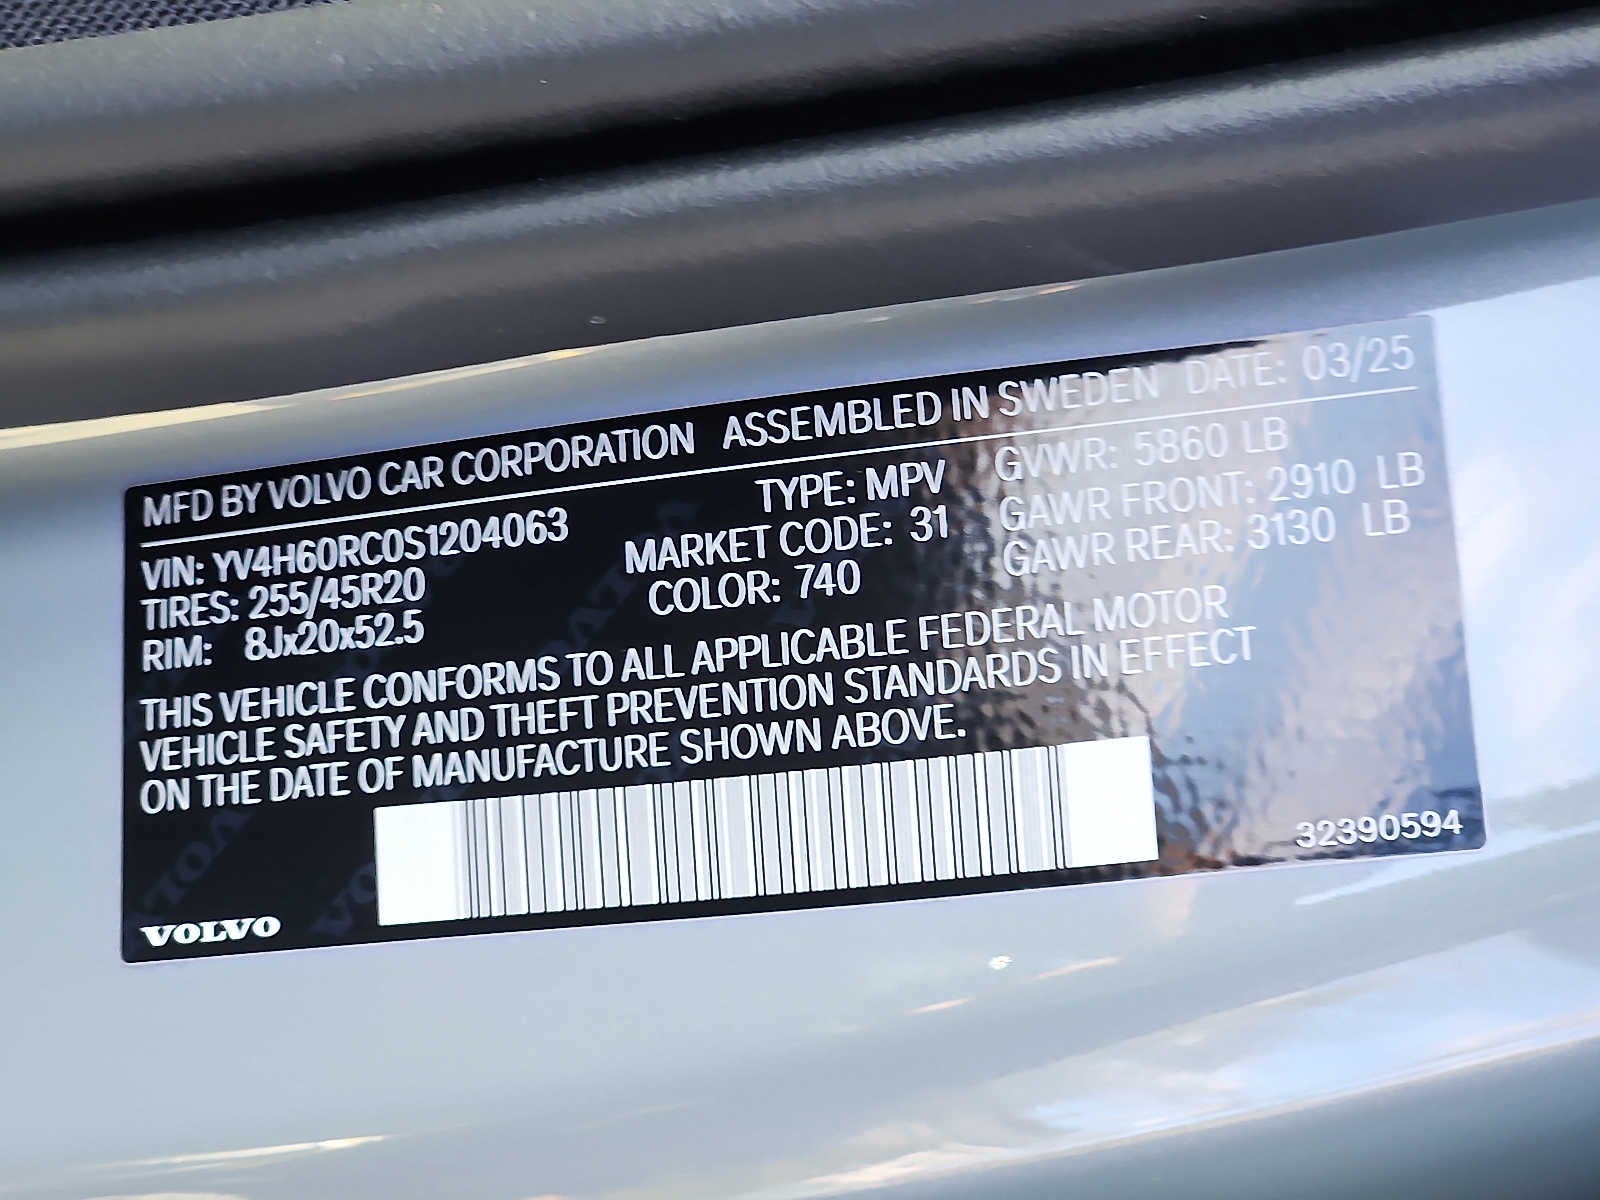 MFD BY VOLVO CAR CORPORATION ASSEMBLED IN SWEDEN DATE: 03/25
VIN: YV4H60RC0S1204063 TYPE: MPV GVWR: 5860 LB
TIRES: 255/45R20 MARKET CODE: 31 GAWR FRONT: 2910 LB
RIM: 8Jx20x52.5 COLOR: 740 GAWR REAR: 3130 LB
THIS VEHICLE CONFORMS TO ALL APPLICABLE FEDERAL MOTOR
VEHICLE SAFETY AND THEFT PREVENTION STANDARDS IN EFFECT
ON THE DATE OF MANUFACTURE SHOWN ABOVE.
VOLVO 32390594